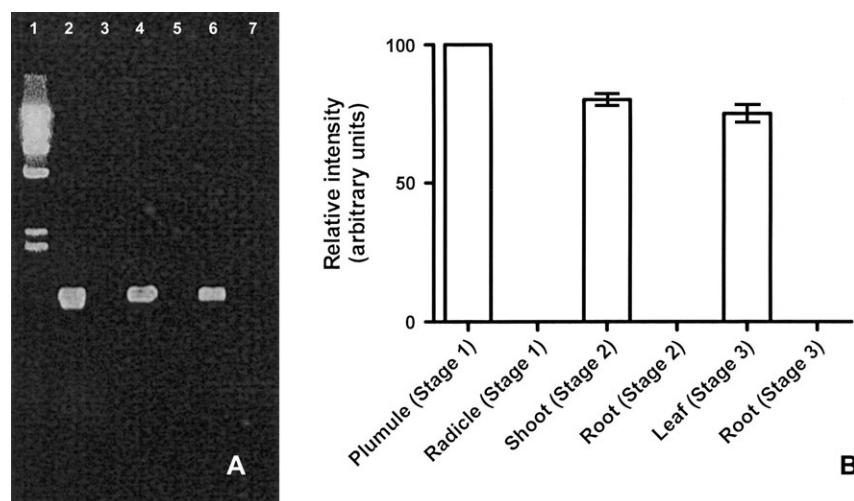 1 2 3 4 5 6 7
A
100
50
0
Relative intensity
(arbitrary units)
Plumule (Stage 1)
Radicle (Stage 1)
Shoot (Stage 2)
Root (Stage 2)
Leaf (Stage 3)
Root (Stage 3)
B